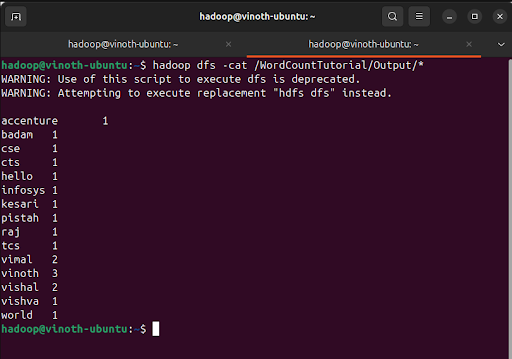 hadoop@vinoth-ubuntu: ~
hadoop@vinoth-ubuntu: ~
hadoop@vinoth-ubuntu: ~
hadoop@vinoth-ubuntu:~$ hadoop dfs -cat /WordCountTutorial/Output/*
WARNING: Use of this script to execute dfs is deprecated.
WARNING: Attempting to execute replacement "hdfs dfs" instead.
accenture 1
badam 1
cse 1
cts 1
hello 1
infosys 1
kesari 1
pistah 1
raj 1
tcs 1
vimal 2
vinoth 3
vishal 2
vishva 1
world 1
hadoop@vinoth-ubuntu:~$